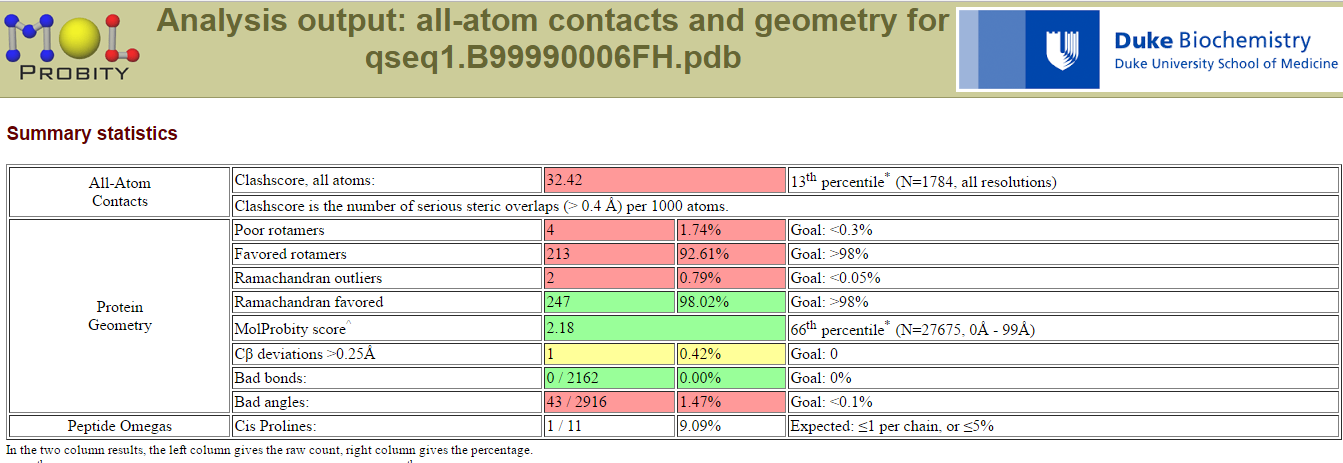 MOL
PROBITY
Analysis output: all-atom contacts and geometry for
qseq1.B99990006FH.pdb
Duke Biochemistry
Duke University School of Medicine
Summary statistics
All-Atom
Contacts
Clashscore, all atoms: 32.42 13th percentile* (N=1784, all resolutions)
Clashscore is the number of serious steric overlaps (> 0.4 Å) per 1000 atoms.
Protein
Geometry
Poor rotamers 4 1.74% Goal: <0.3%
Favored rotamers 213 92.61% Goal: >98%
Ramachandran outliers 2 0.79% Goal: <0.05%
Ramachandran favored 247 98.02% Goal: >98%
MolProbity score^ 2.18 66th percentile* (N=27675, 0Å - 99Å)
Cβ deviations >0.25Å 1 0.42% Goal: 0
Bad bonds: 0 / 2162 0.00% Goal: 0%
Bad angles: 43 / 2916 1.47% Goal: <0.1%
Peptide Omegas Cis Prolines: 1 / 11 9.09% Expected: ≤1 per chain, or ≤5%
In the two column results, the left column gives the raw count, right column gives the percentage.